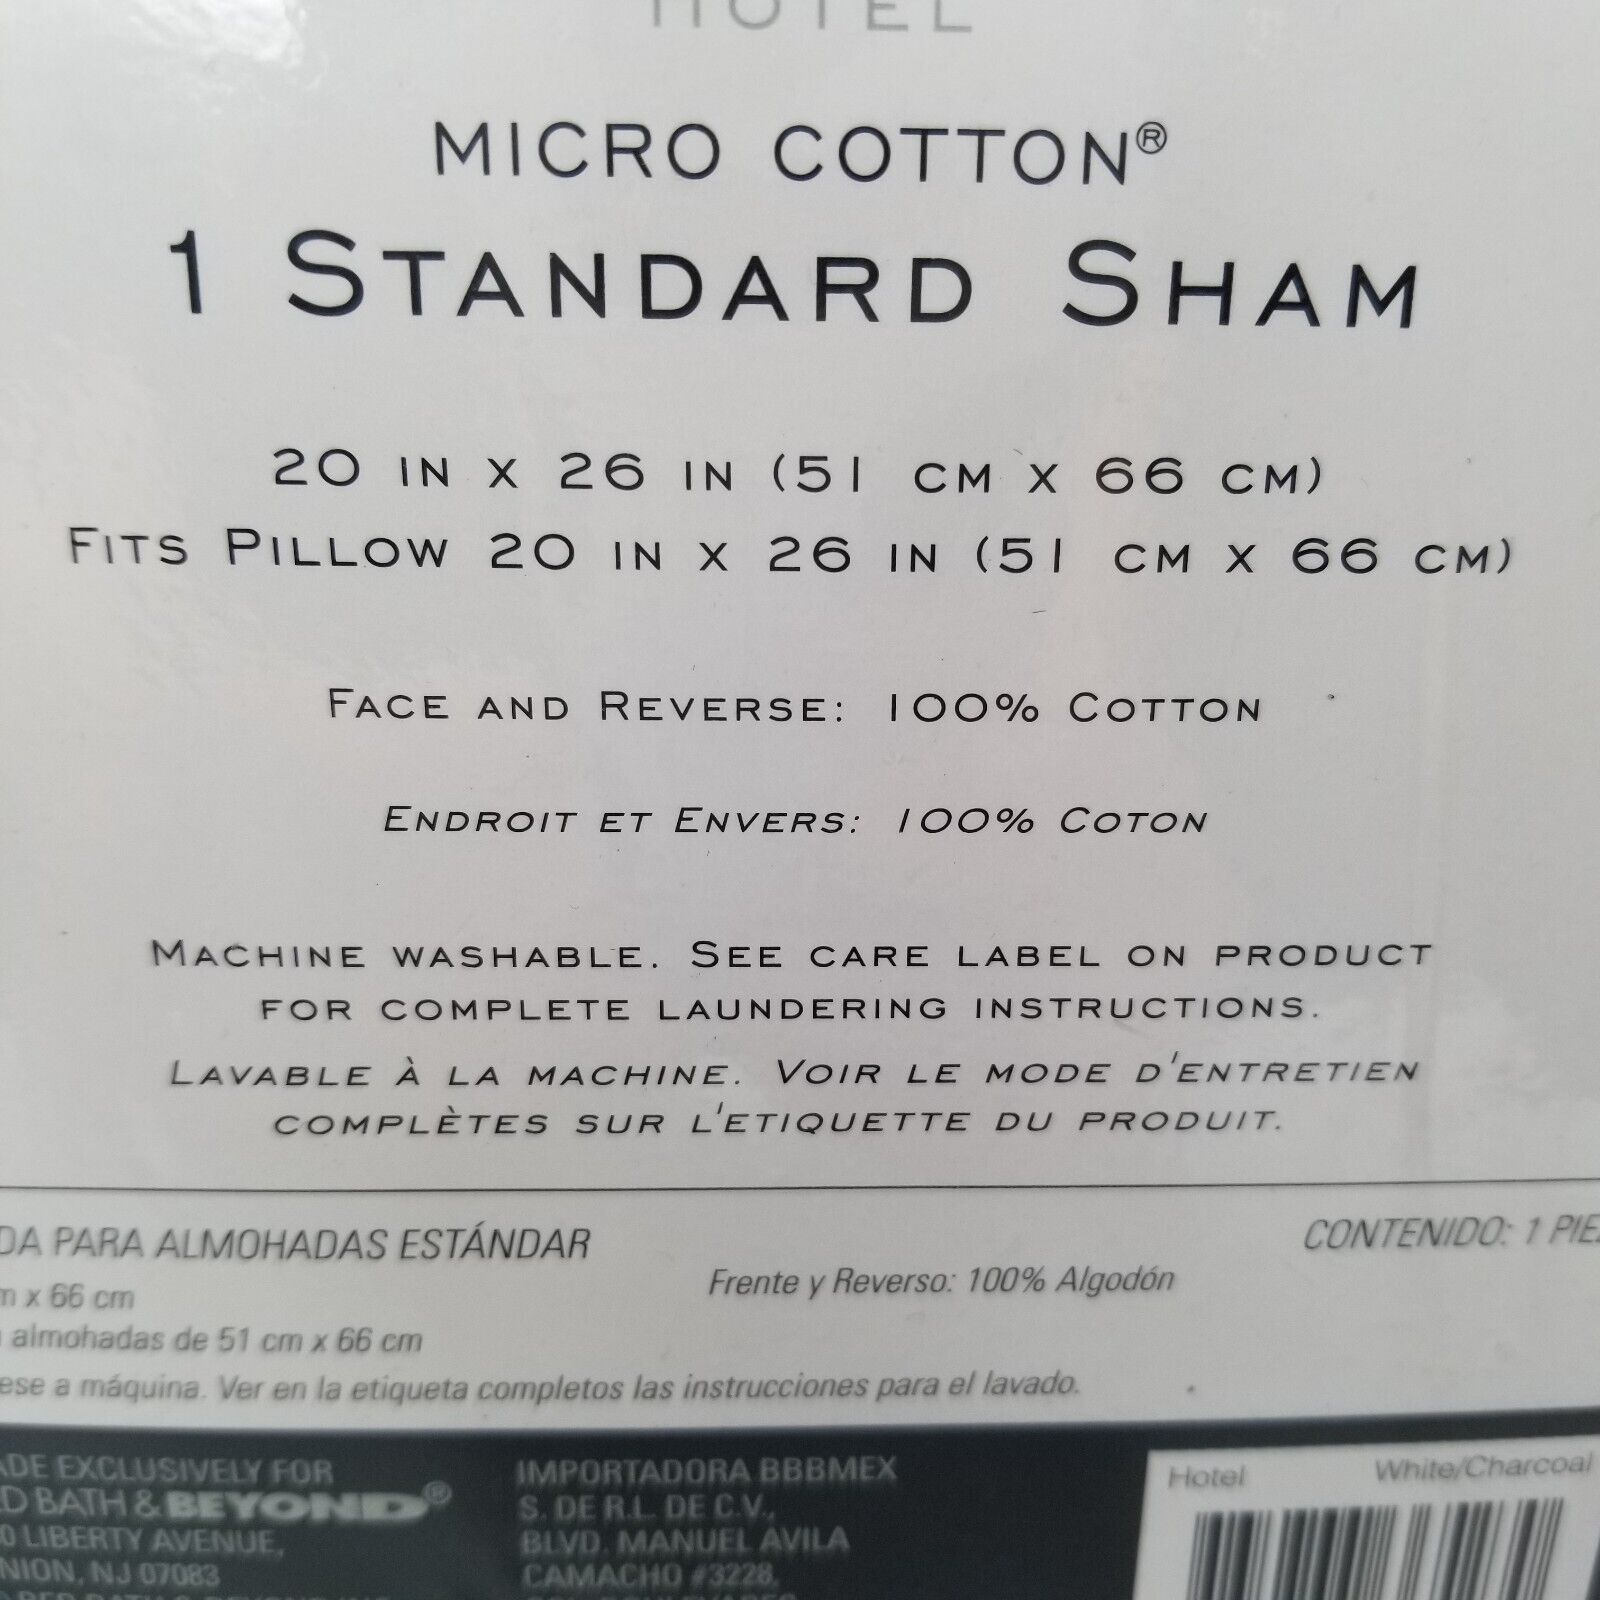 HOTEL
MICRO COTTON®
1 STANDARD SHAM
20 IN X 26 IN (51 CM X 66 CM)
FITS PILLOW 20 IN X 26 IN (51 CM X 66 CM)
FACE AND REVERSE: 100% COTTON
ENDROIT ET ENVERS: 100% COTON
MACHINE WASHABLE. SEE CARE LABEL ON PRODUCT
FOR COMPLETE LAUNDERING INSTRUCTIONS.
LAVABLE À LA MACHINE. VOIR LE MODE D'ENTRETIEN
COMPLÈTES SUR L'ETIQUETTE DU PRODUIT.
PARA ALMOHADAS ESTÁNDAR
CONTENIDO: 1
Frente y Reverso: 100% Algodón
x 66 cm
almohadas de 51 cm x 66 cm
a máquina. Ver en la etiqueta completos las instrucciones para el lavado.
EXCLUSIVELY FOR
BATH & BEYOND®
LIBERTY AVENUE,
NJ 07083
IMPORTADORA BBBMEX
S. DE R.L. DE C.V.,
BLVD. MANUEL AVILA
CAMACHO #3228,
Hotel White/Charcoal